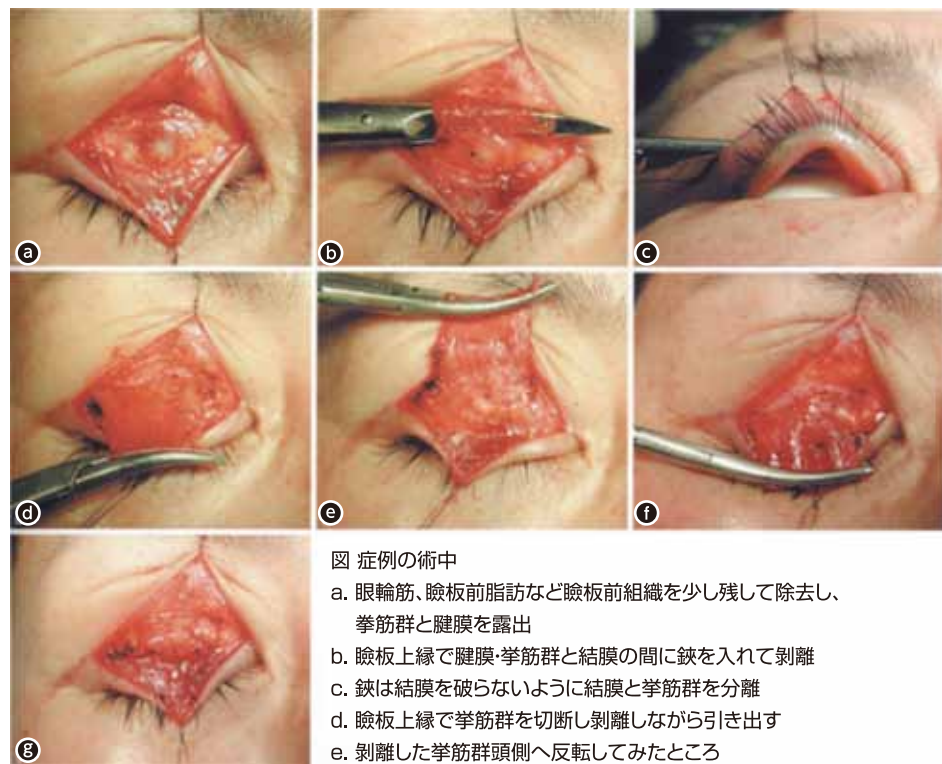 a
b
c
d
e
f
g
図 症例の術中
a. 眼輪筋、瞼板前脂肪など瞼板前組織を少し残して除去し、
挙筋群と腱膜を露出
b. 瞼板上縁で腱膜・挙筋群と結膜の間に鋏を入れて剥離
c. 鋏は結膜を破らないように結膜と挙筋群を分離
d. 瞼板上縁で挙筋群を切断し剥離しながら引き出す
e. 剥離した挙筋群頭側へ反転してみたところ